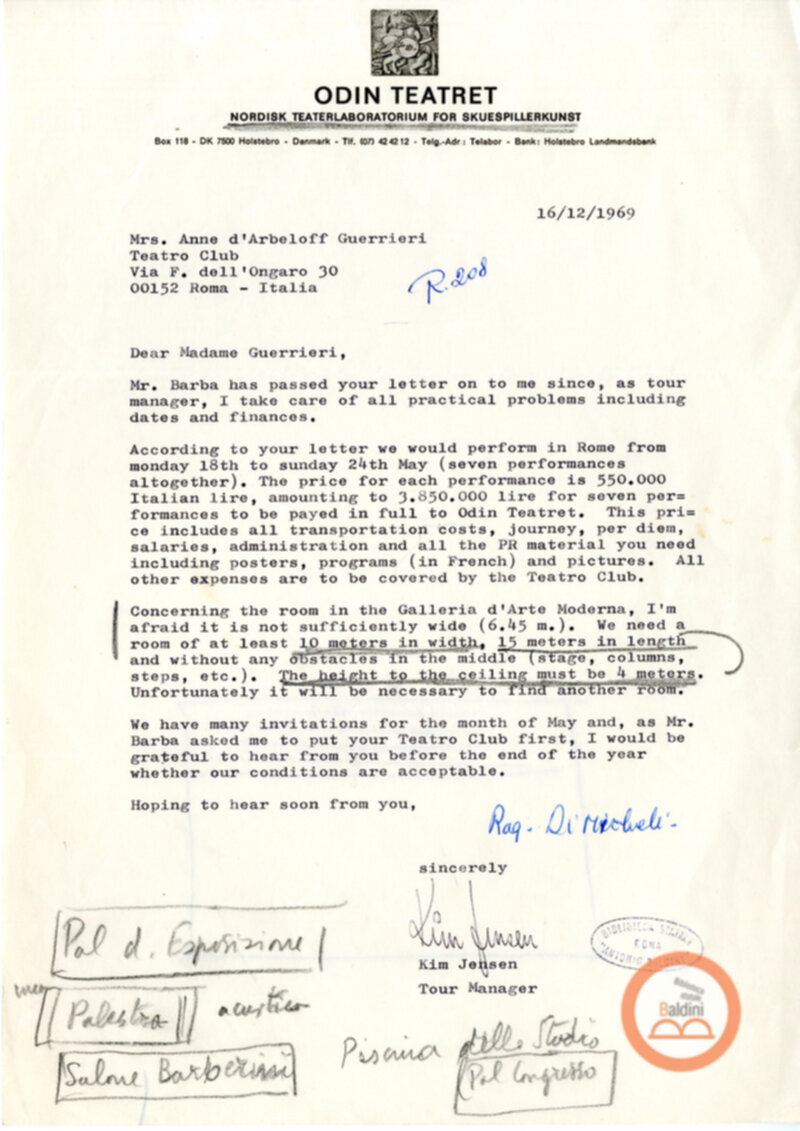 ODIN TEATRET
NORDISK TEATERLABORATORIUM FOR SKUESPILLERKUNST
Box 118 - DK 7500 Holstebro - Danmark - Tlf. (07) 42 42 12 - Telg.-Adr: Telabor - Bank: Holstebro Landmandsbank
16/12/1969
Mrs. Anne d'Arbeloff Guerrieri
Teatro Club
Via F. dell'Ongaro 30
00152 Roma - Italia
R. 208
Dear Madame Guerrieri,
Mr. Barba has passed your letter on to me since, as tour
manager, I take care of all practical problems including
dates and finances.
According to your letter we would perform in Rome from
monday 18th to sunday 24th May (seven performances
altogether). The price for each performance is 550.000
Italian lire, amounting to 3.850.000 lire for seven per=
formances to be payed in full to Odin Teatret. This pri=
ce includes all transportation costs, journey, per diem,
salaries, administration and all the PR material you need
including posters, programs (in French) and pictures. All
other expenses are to be covered by the Teatro Club.
Concerning the room in the Galleria d'Arte Moderna, I'm
afraid it is not sufficiently wide (6.45 m.). We need a
room of at least 10 meters in width, 15 meters in length
and without any obstacles in the middle (stage, columns,
steps, etc.). The height to the ceiling must be 4 meters.
Unfortunately it will be necessary to find another room.
We have many invitations for the month of May and, as Mr.
Barba asked me to put your Teatro Club first, I would be
grateful to hear from you before the end of the year
whether our conditions are acceptable.
Hoping to hear soon from you,
Rag. Di Micheli.
sincerely
Kim Jensen
Kim Jensen
Tour Manager
Pal d. Esposizione
Palestra acustica
Salone Barberini
Piscina dello Stadio
Pal Congresso
BIBLIOTECA
ROMA
Biblioteca
statale
Baldini